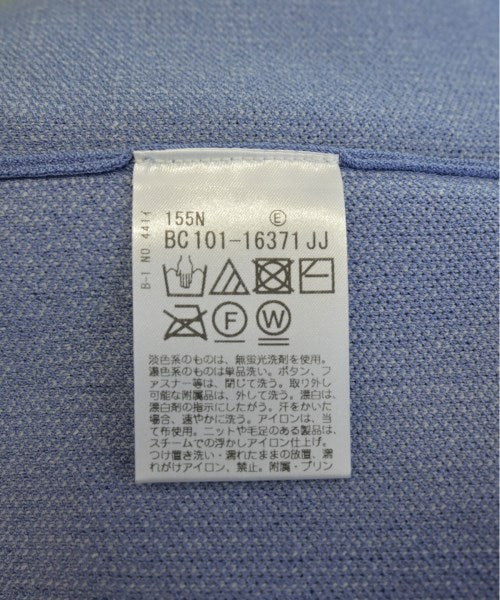 155N Ⓔ
BC 101-16371 JJ
B-1 NO 4414
F W
淡色系のものは、無蛍光洗剤を使用。
濃色系のものは単品洗い。ボタン、フ
ァスナー等は、閉じて洗う。取り外し
可能な附属品は、外して洗う。漂白は、
漂白剤の指示にしたがう。汗をかいた
場合、速やかに洗う。アイロンは、当
て布使用。ニットや毛足のある製品は、
スチームでの浮かしアイロン仕上げ。
つけ置き洗い・濡れたままの放置、濡
れがけアイロン、禁止。附属・プリン